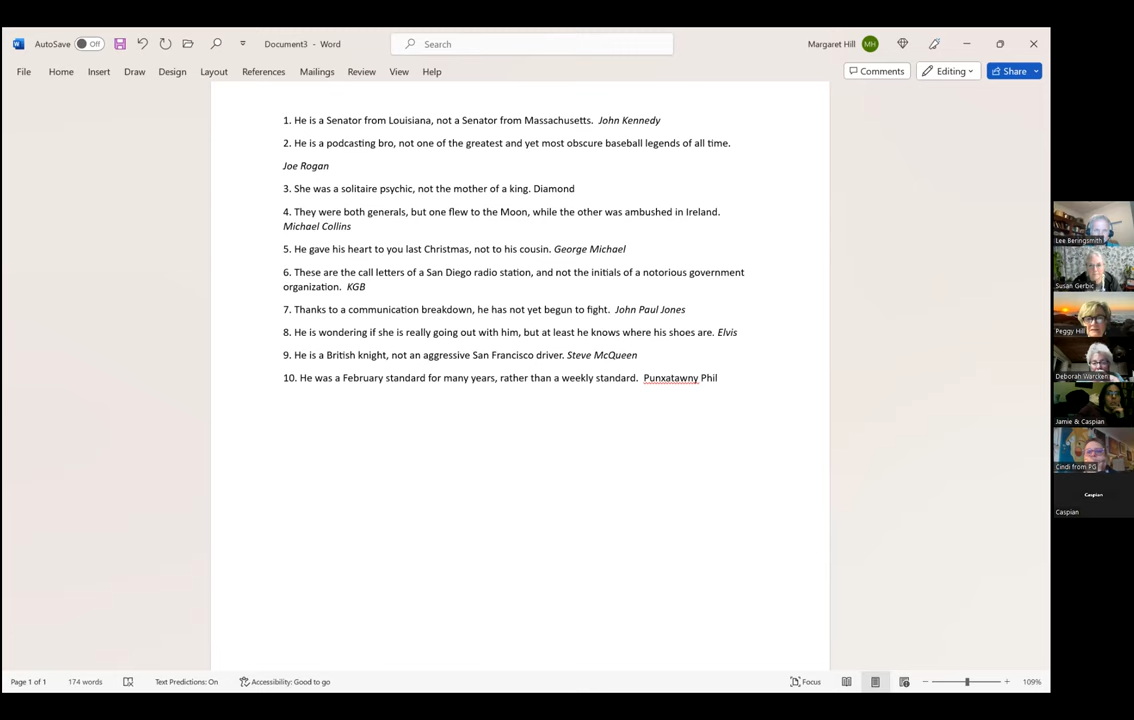 AutoSave Off Document3 - Word Search Margaret Hill MH
File Home Insert Draw Design Layout References Mailings Review View Help Comments Editing Share
1. He is a Senator from Louisiana, not a Senator from Massachusetts. John Kennedy
2. He is a podcasting bro, not one of the greatest and yet most obscure baseball legends of all time.
Joe Rogan
3. She was a solitaire psychic, not the mother of a king. Diamond
4. They were both generals, but one flew to the Moon, while the other was ambushed in Ireland.
Michael Collins
5. He gave his heart to you last Christmas, not to his cousin. George Michael
6. These are the call letters of a San Diego radio station, and not the initials of a notorious government
organization. KGB
7. Thanks to a communication breakdown, he has not yet begun to fight. John Paul Jones
8. He is wondering if she is really going out with him, but at least he knows where his shoes are. Elvis
9. He is a British knight, not an aggressive San Francisco driver. Steve McQueen
10. He was a February standard for many years, rather than a weekly standard. Punxatawny Phil
Lee Beringsmith
Susan Gerbic
Peggy Hill
Deborah Warcken
Jamie & Caspian
Cindi from PG
Caspian
Caspian
Page 1 of 1 174 words Text Predictions: On Accessibility: Good to go Focus 109%